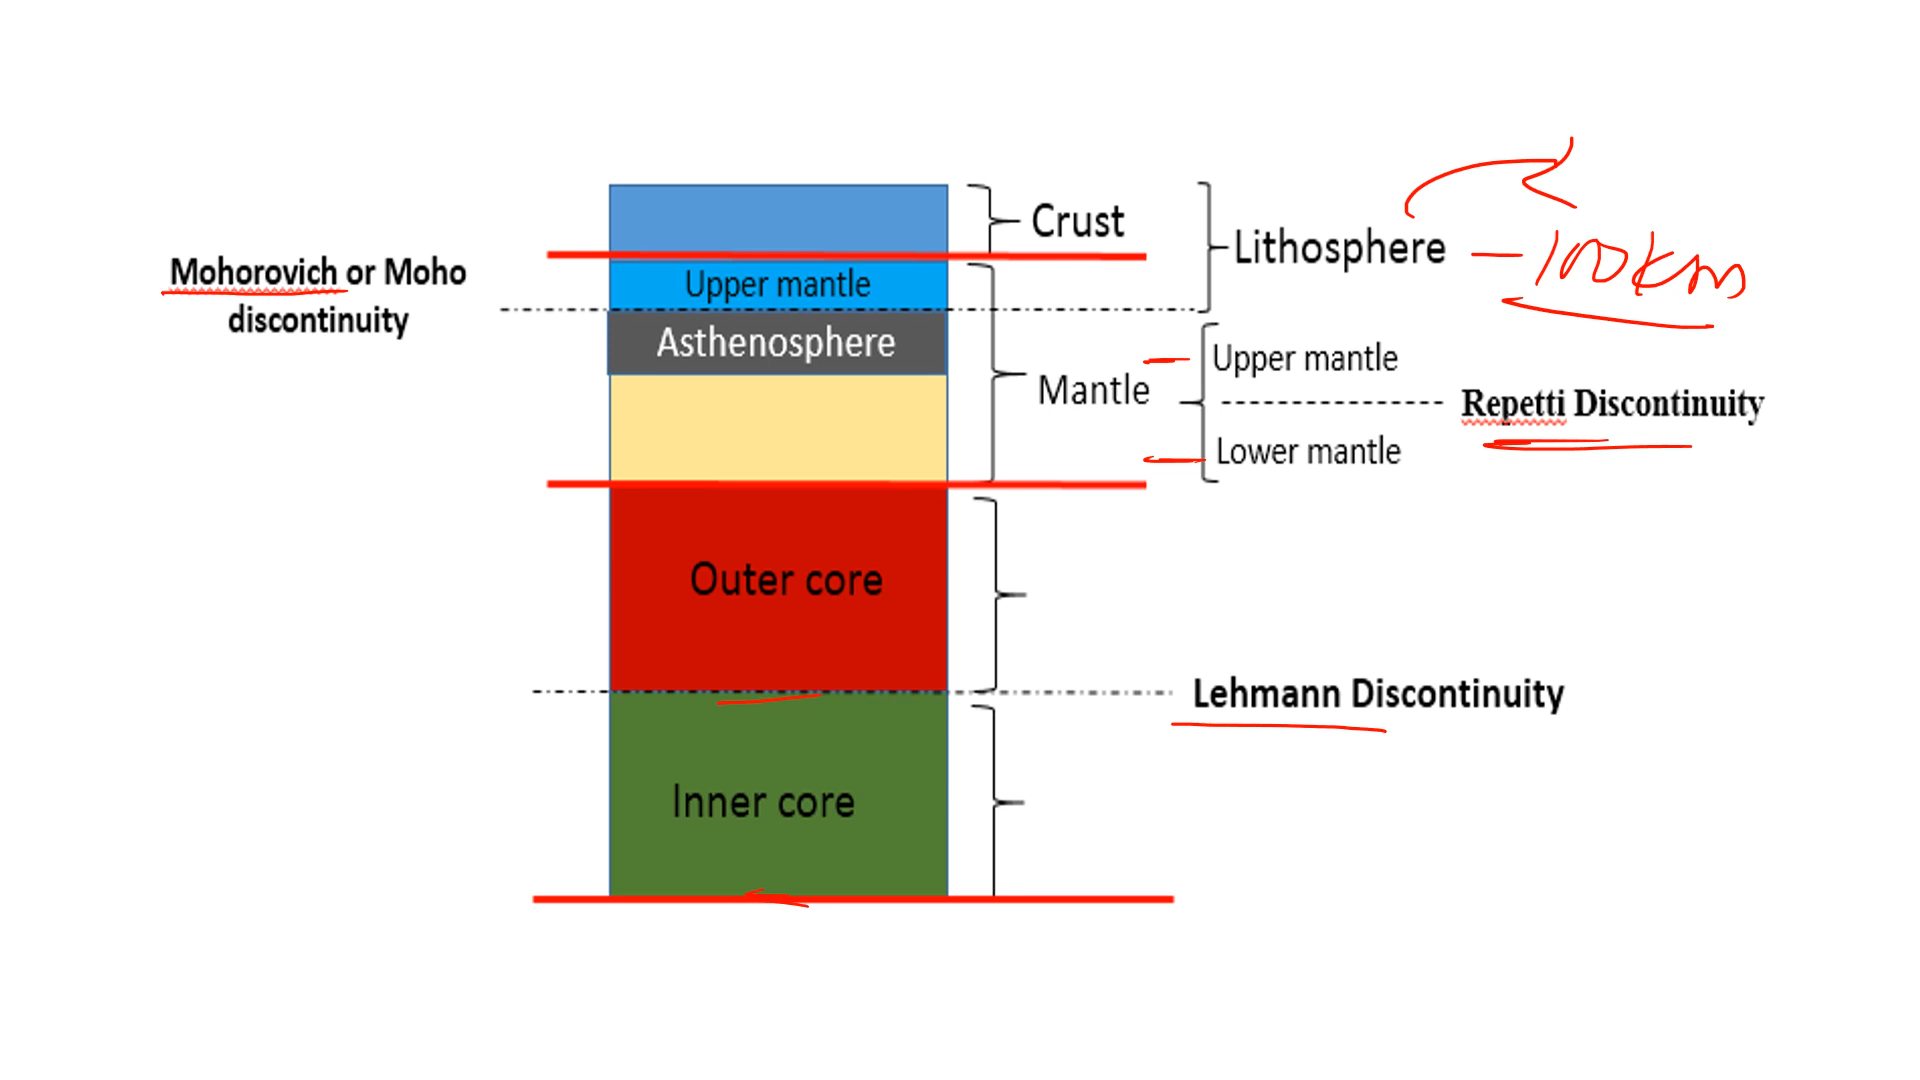 Crust
Mohorovich or Moho
discontinuity
Upper mantle
Lithosphere
100km
Asthenosphere
Mantle
Upper mantle
Repetti Discontinuity
Lower mantle
Outer core
Lehmann Discontinuity
Inner core